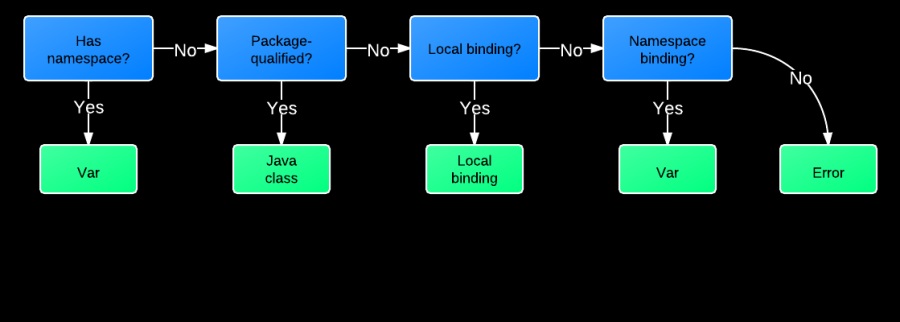 Has
namespace?
No
Package-
qualified?
No
Local binding?
No
Namespace
binding?
No
Yes
Yes
Yes
Yes
Var
Java
class
Local
binding
Var
Error